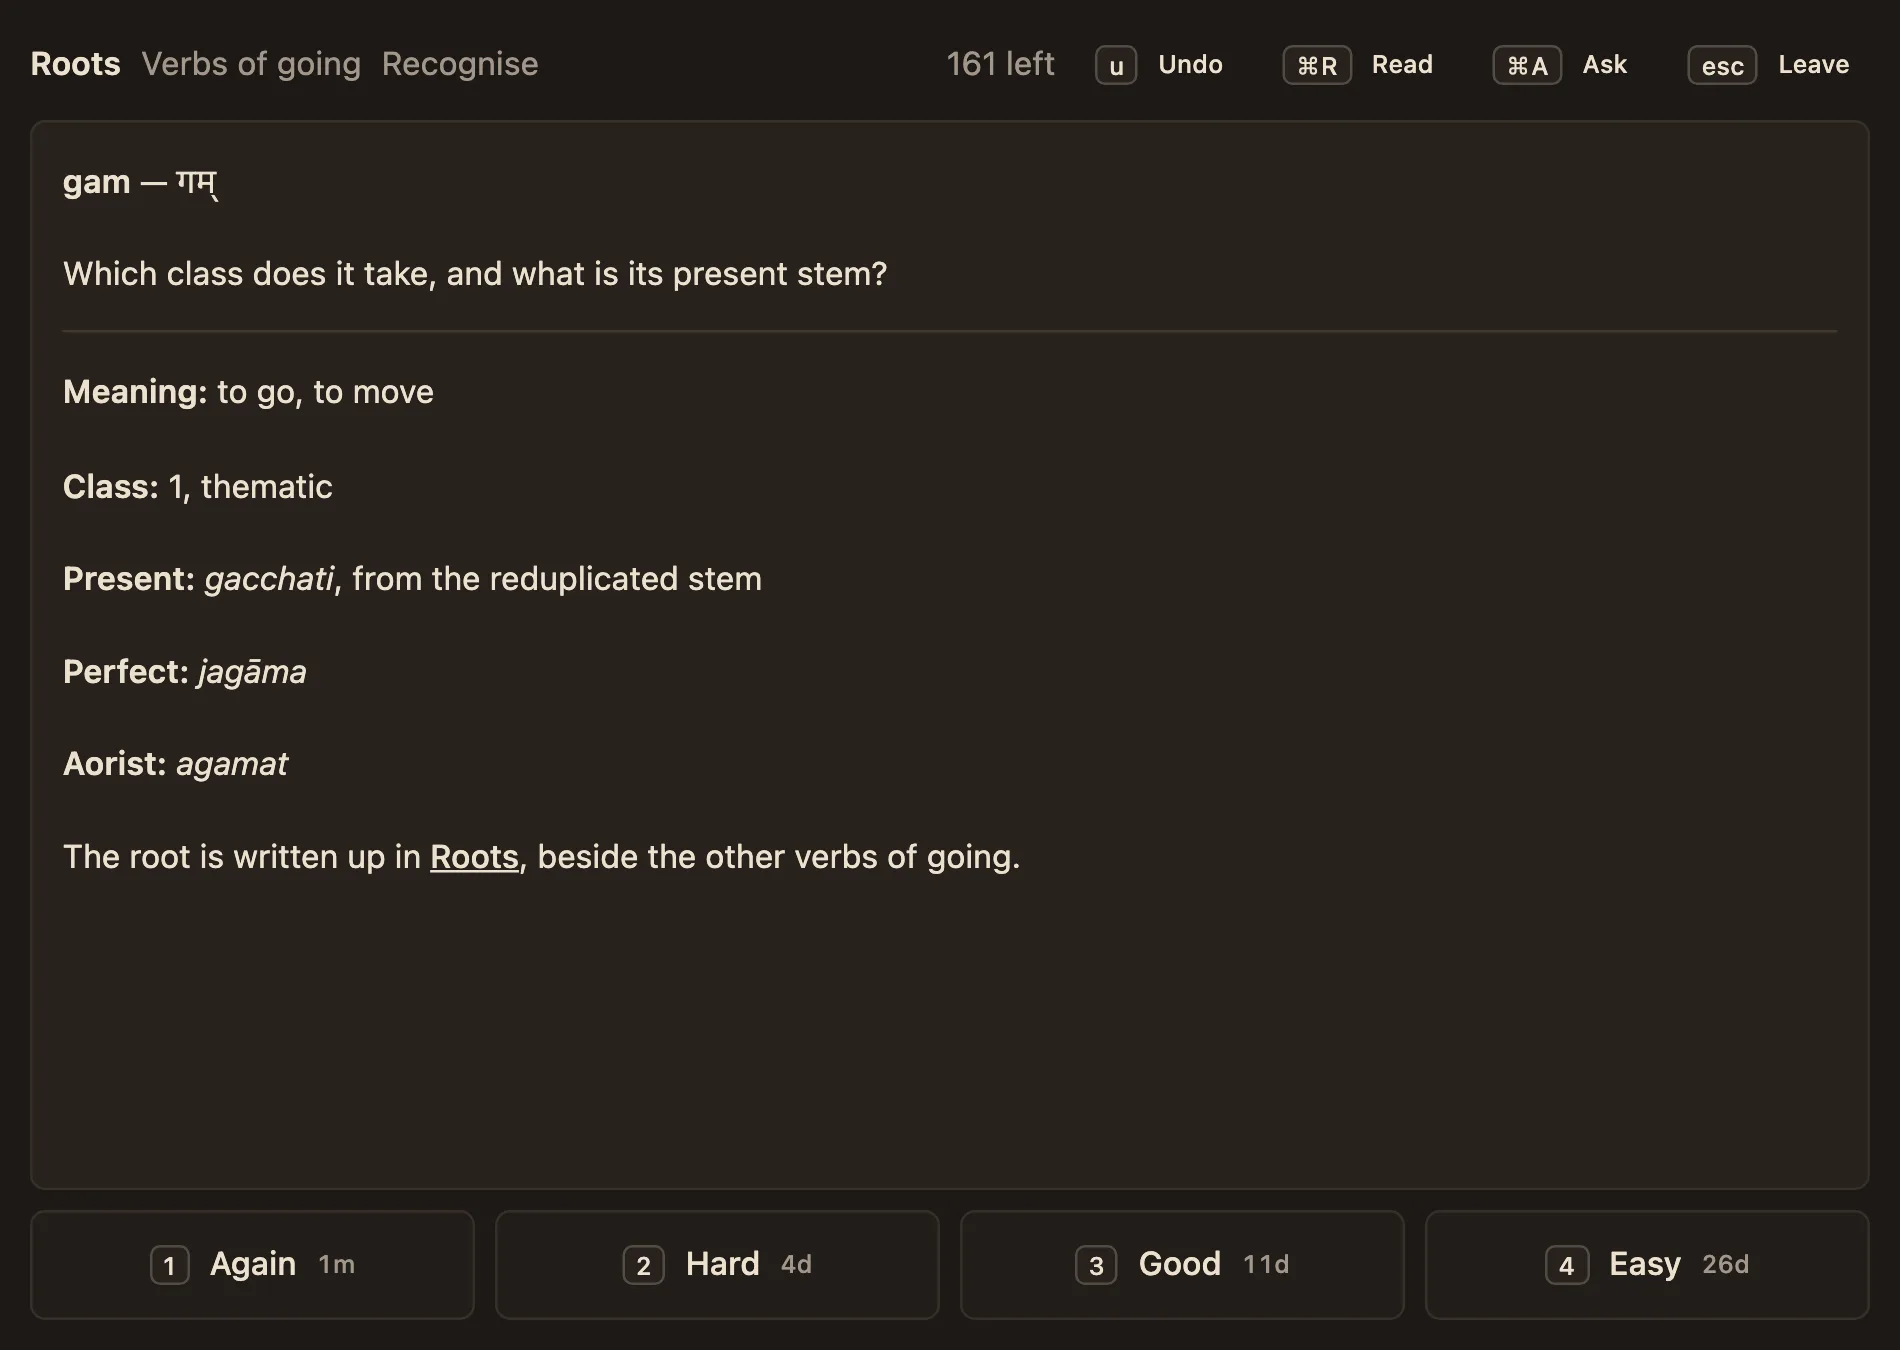 Roots Verbs of going Recognise 161 left u Undo ⌘R Read ⌘A Ask esc Leave
gam — गम्
Which class does it take, and what is its present stem?
Meaning: to go, to move
Class: 1, thematic
Present: gacchati, from the reduplicated stem
Perfect: jagāma
Aorist: agamat
The root is written up in Roots, beside the other verbs of going.
1 Again 1m 2 Hard 4d 3 Good 11d 4 Easy 26d